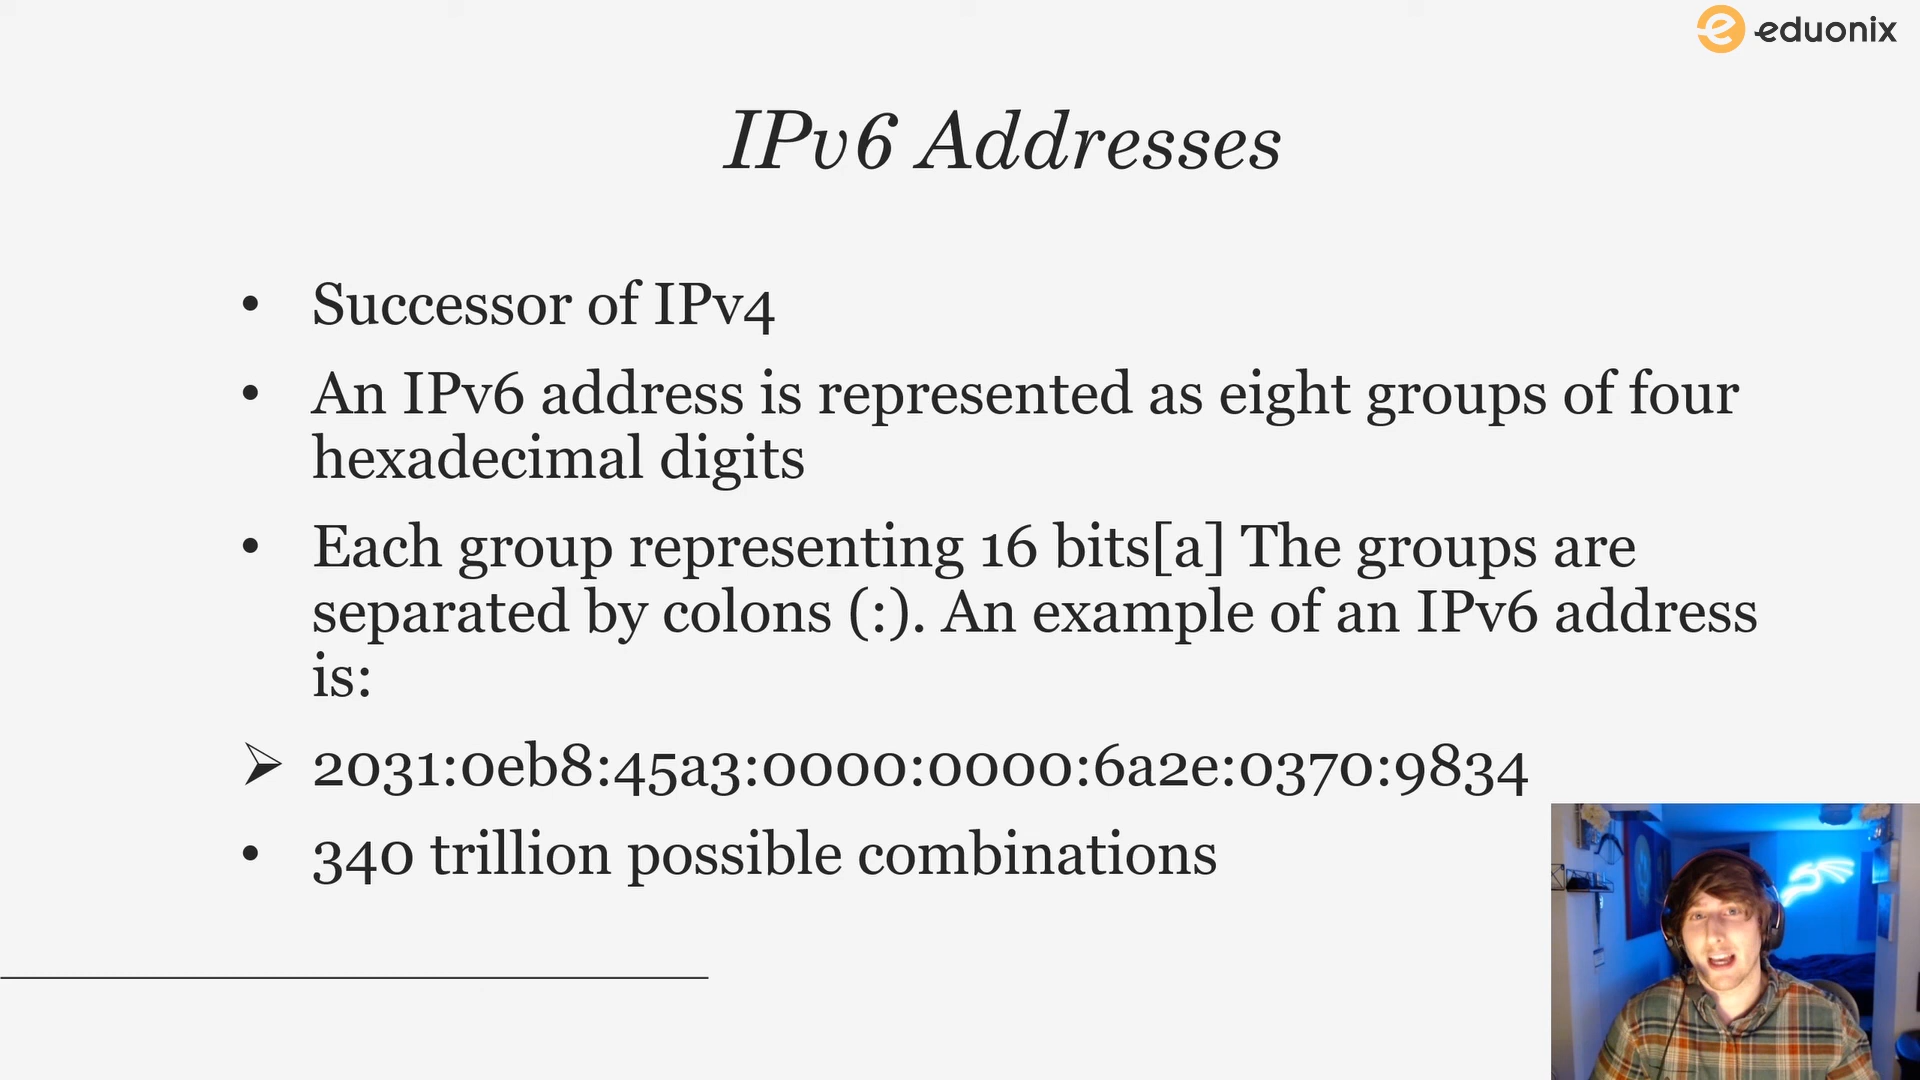 eduonix
IPv6 Addresses
• Successor of IPv4
• An IPv6 address is represented as eight groups of four
hexadecimal digits
• Each group representing 16 bits[a] The groups are
separated by colons (:). An example of an IPv6 address
is:
➢ 2031:0eb8:45a3:0000:0000:6a2e:0370:9834
• 340 trillion possible combinations